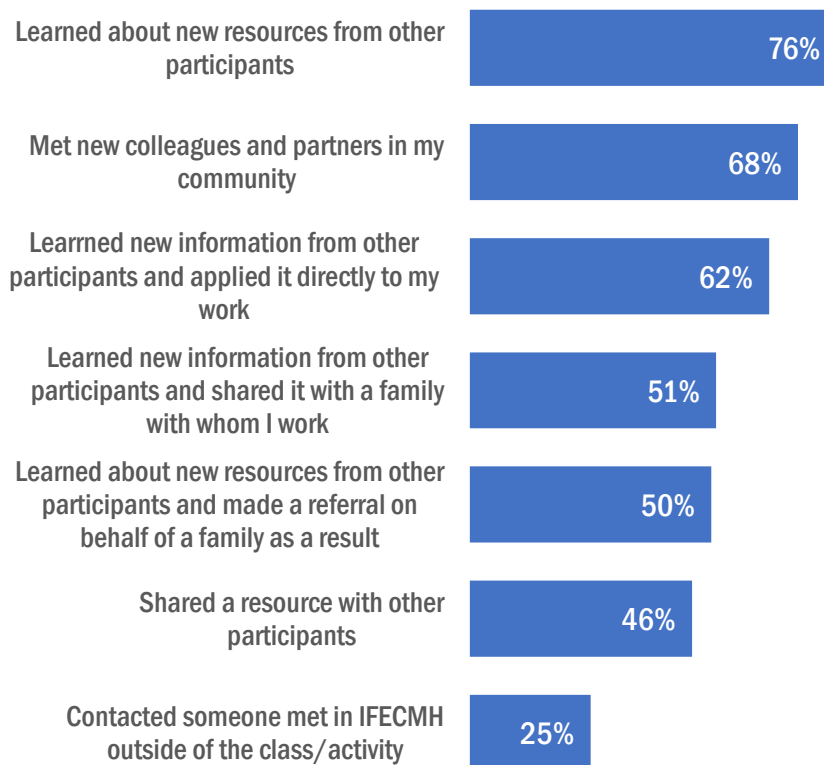 Learned about new resources from other
participants
76%
Met new colleagues and partners in my
community
68%
Learrned new information from other
participants and applied it directly to my
work
62%
Learned new information from other
participants and shared it with a family
with whom I work
51%
Learned about new resources from other
participants and made a referral on
behalf of a family as a result
50%
Shared a resource with other
participants
46%
Contacted someone met in IFECMH
outside of the class/activity
25%